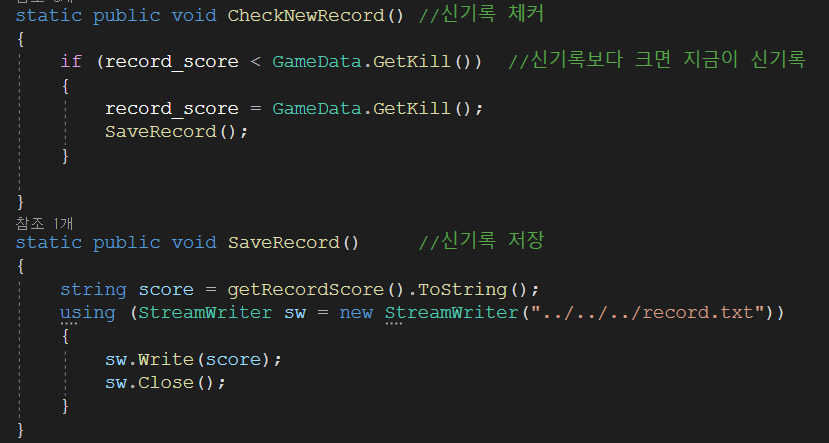 static public void CheckNewRecord() //신기록 체커
{
if (record_score < GameData.GetKill()) //신기록보다 크면 지금이 신기록
{
record_score = GameData.GetKill();
SaveRecord();
}
}
참조 1개
static public void SaveRecord() //신기록 저장
{
string score = getRecordScore().ToString();
using (StreamWriter sw = new StreamWriter("../../../record.txt"))
{
sw.Write(score);
sw.Close();
}
}